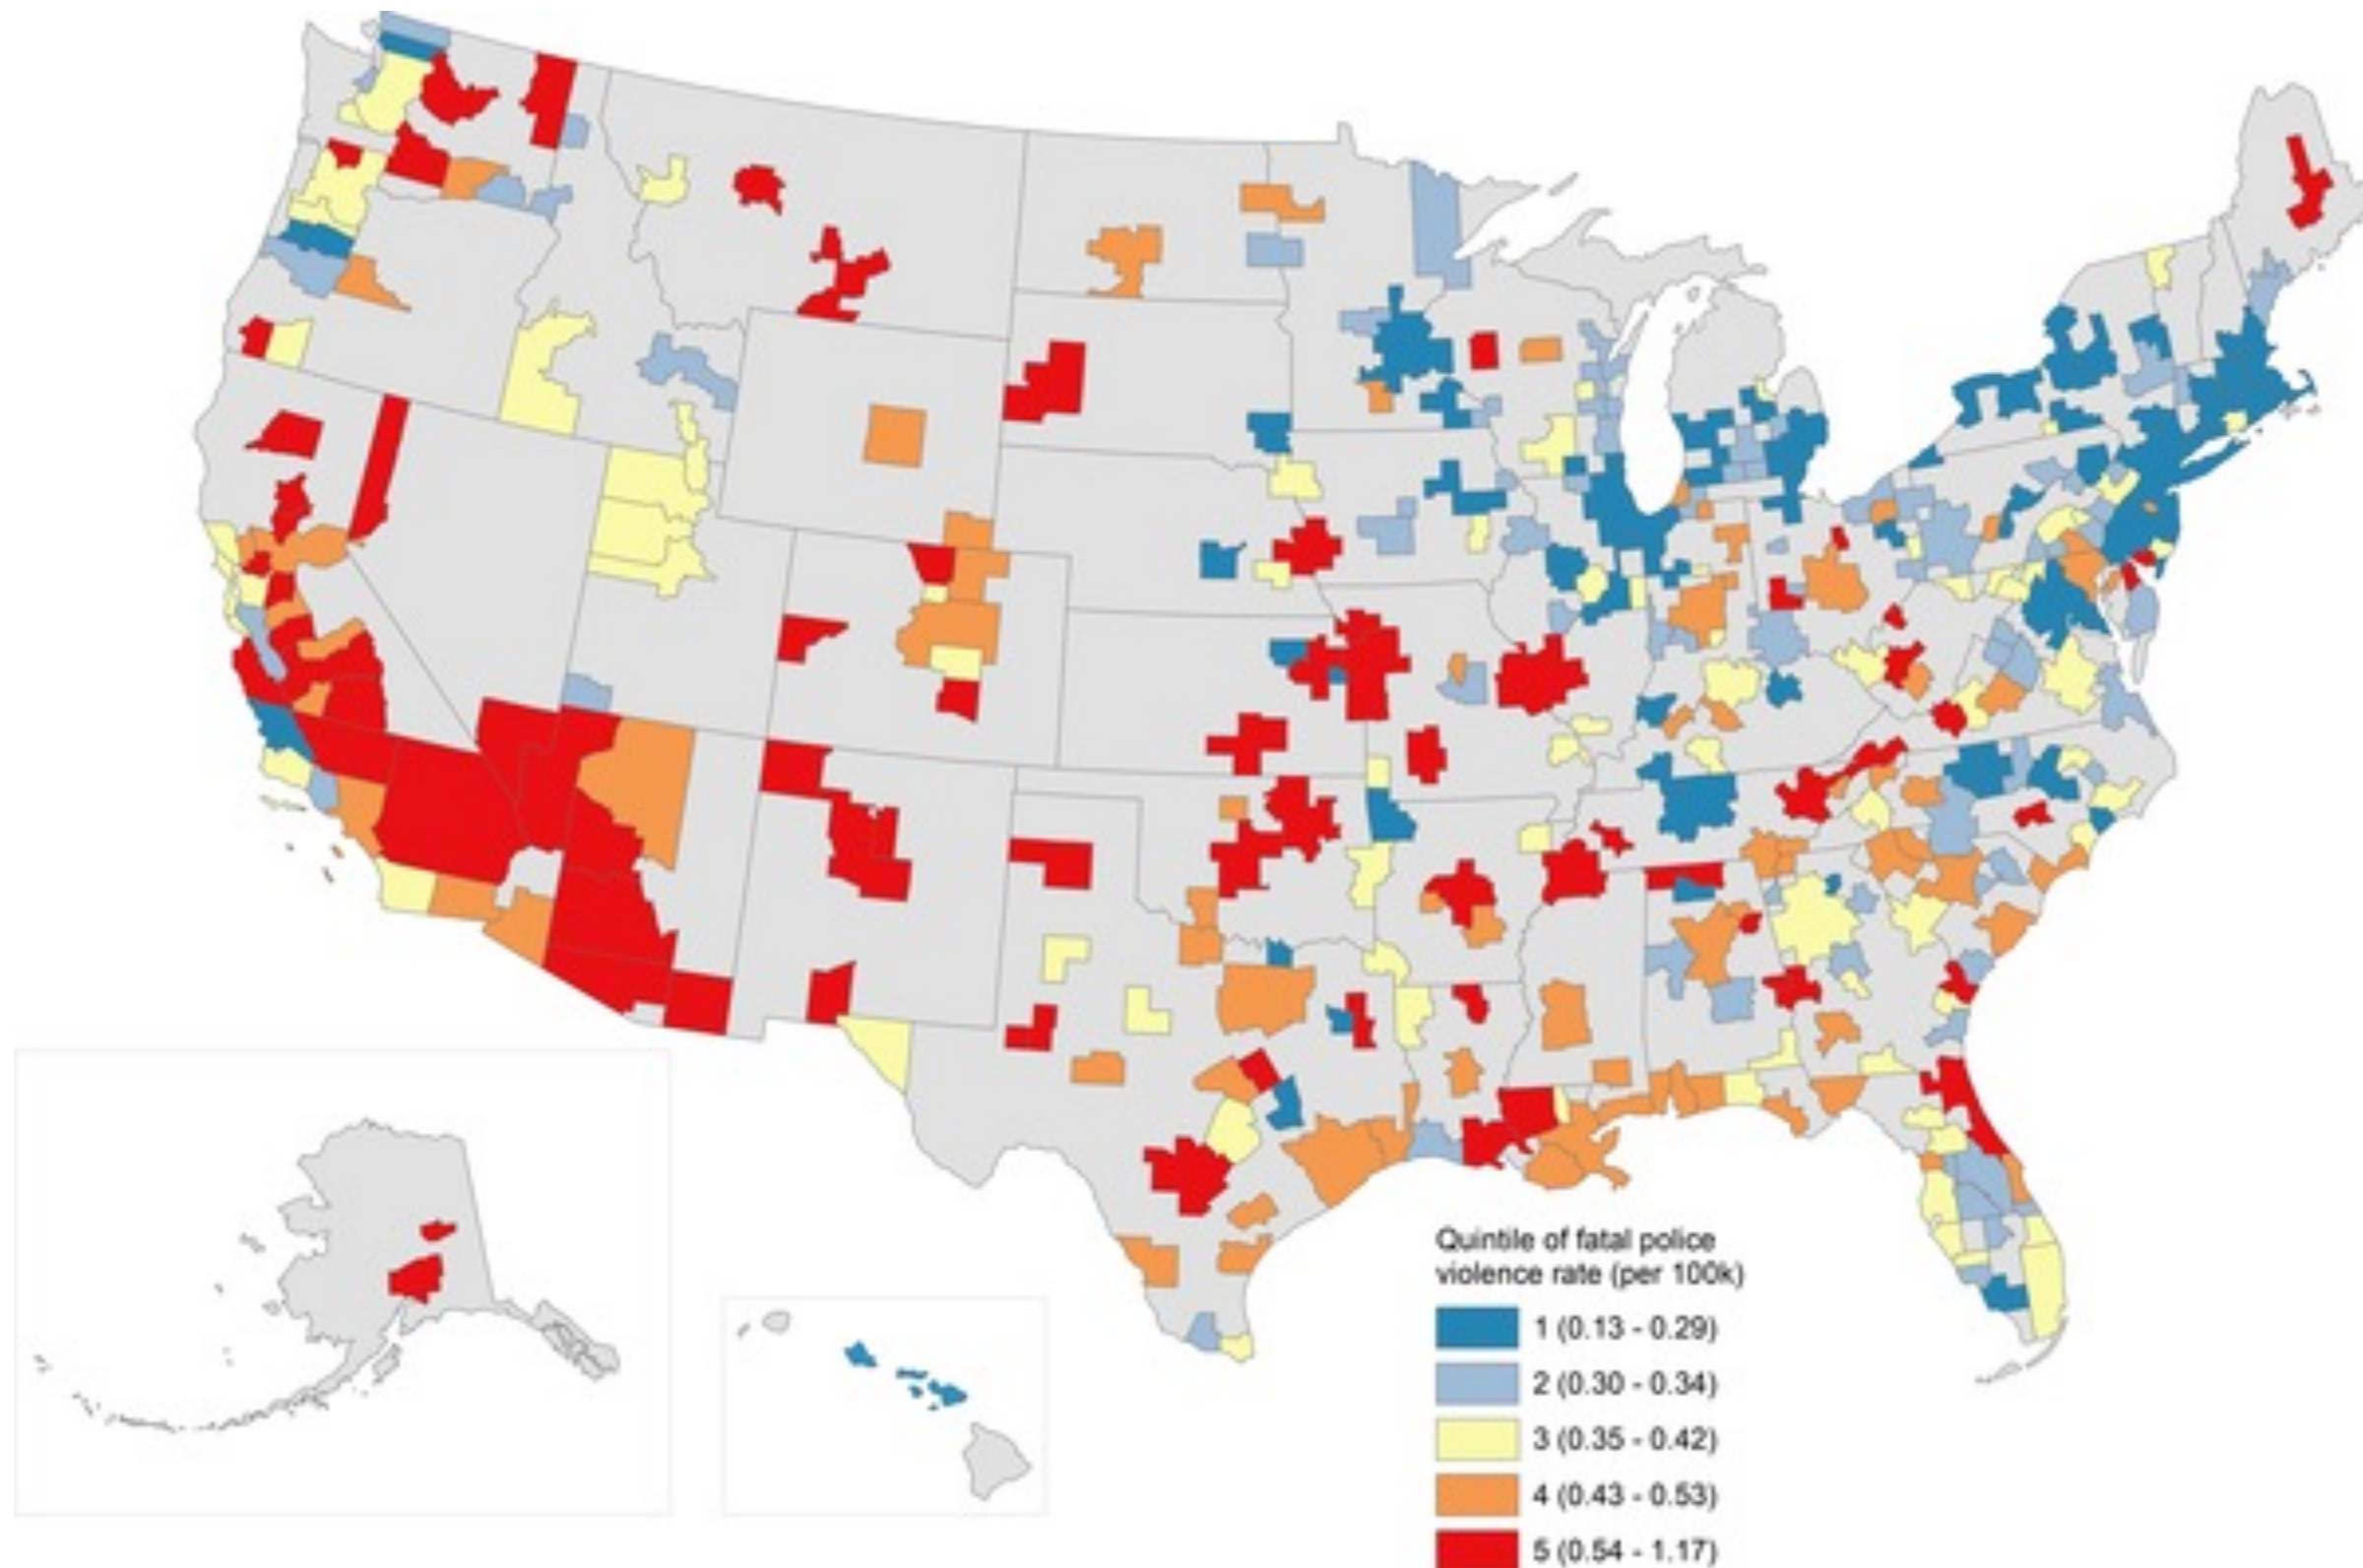 Quintile of fatal police
violence rate (per 100k)
1 (0.13 - 0.29)
2 (0.30 - 0.34)
3 (0.35 - 0.42)
4 (0.43 - 0.53)
5 (0.54 - 1.17)